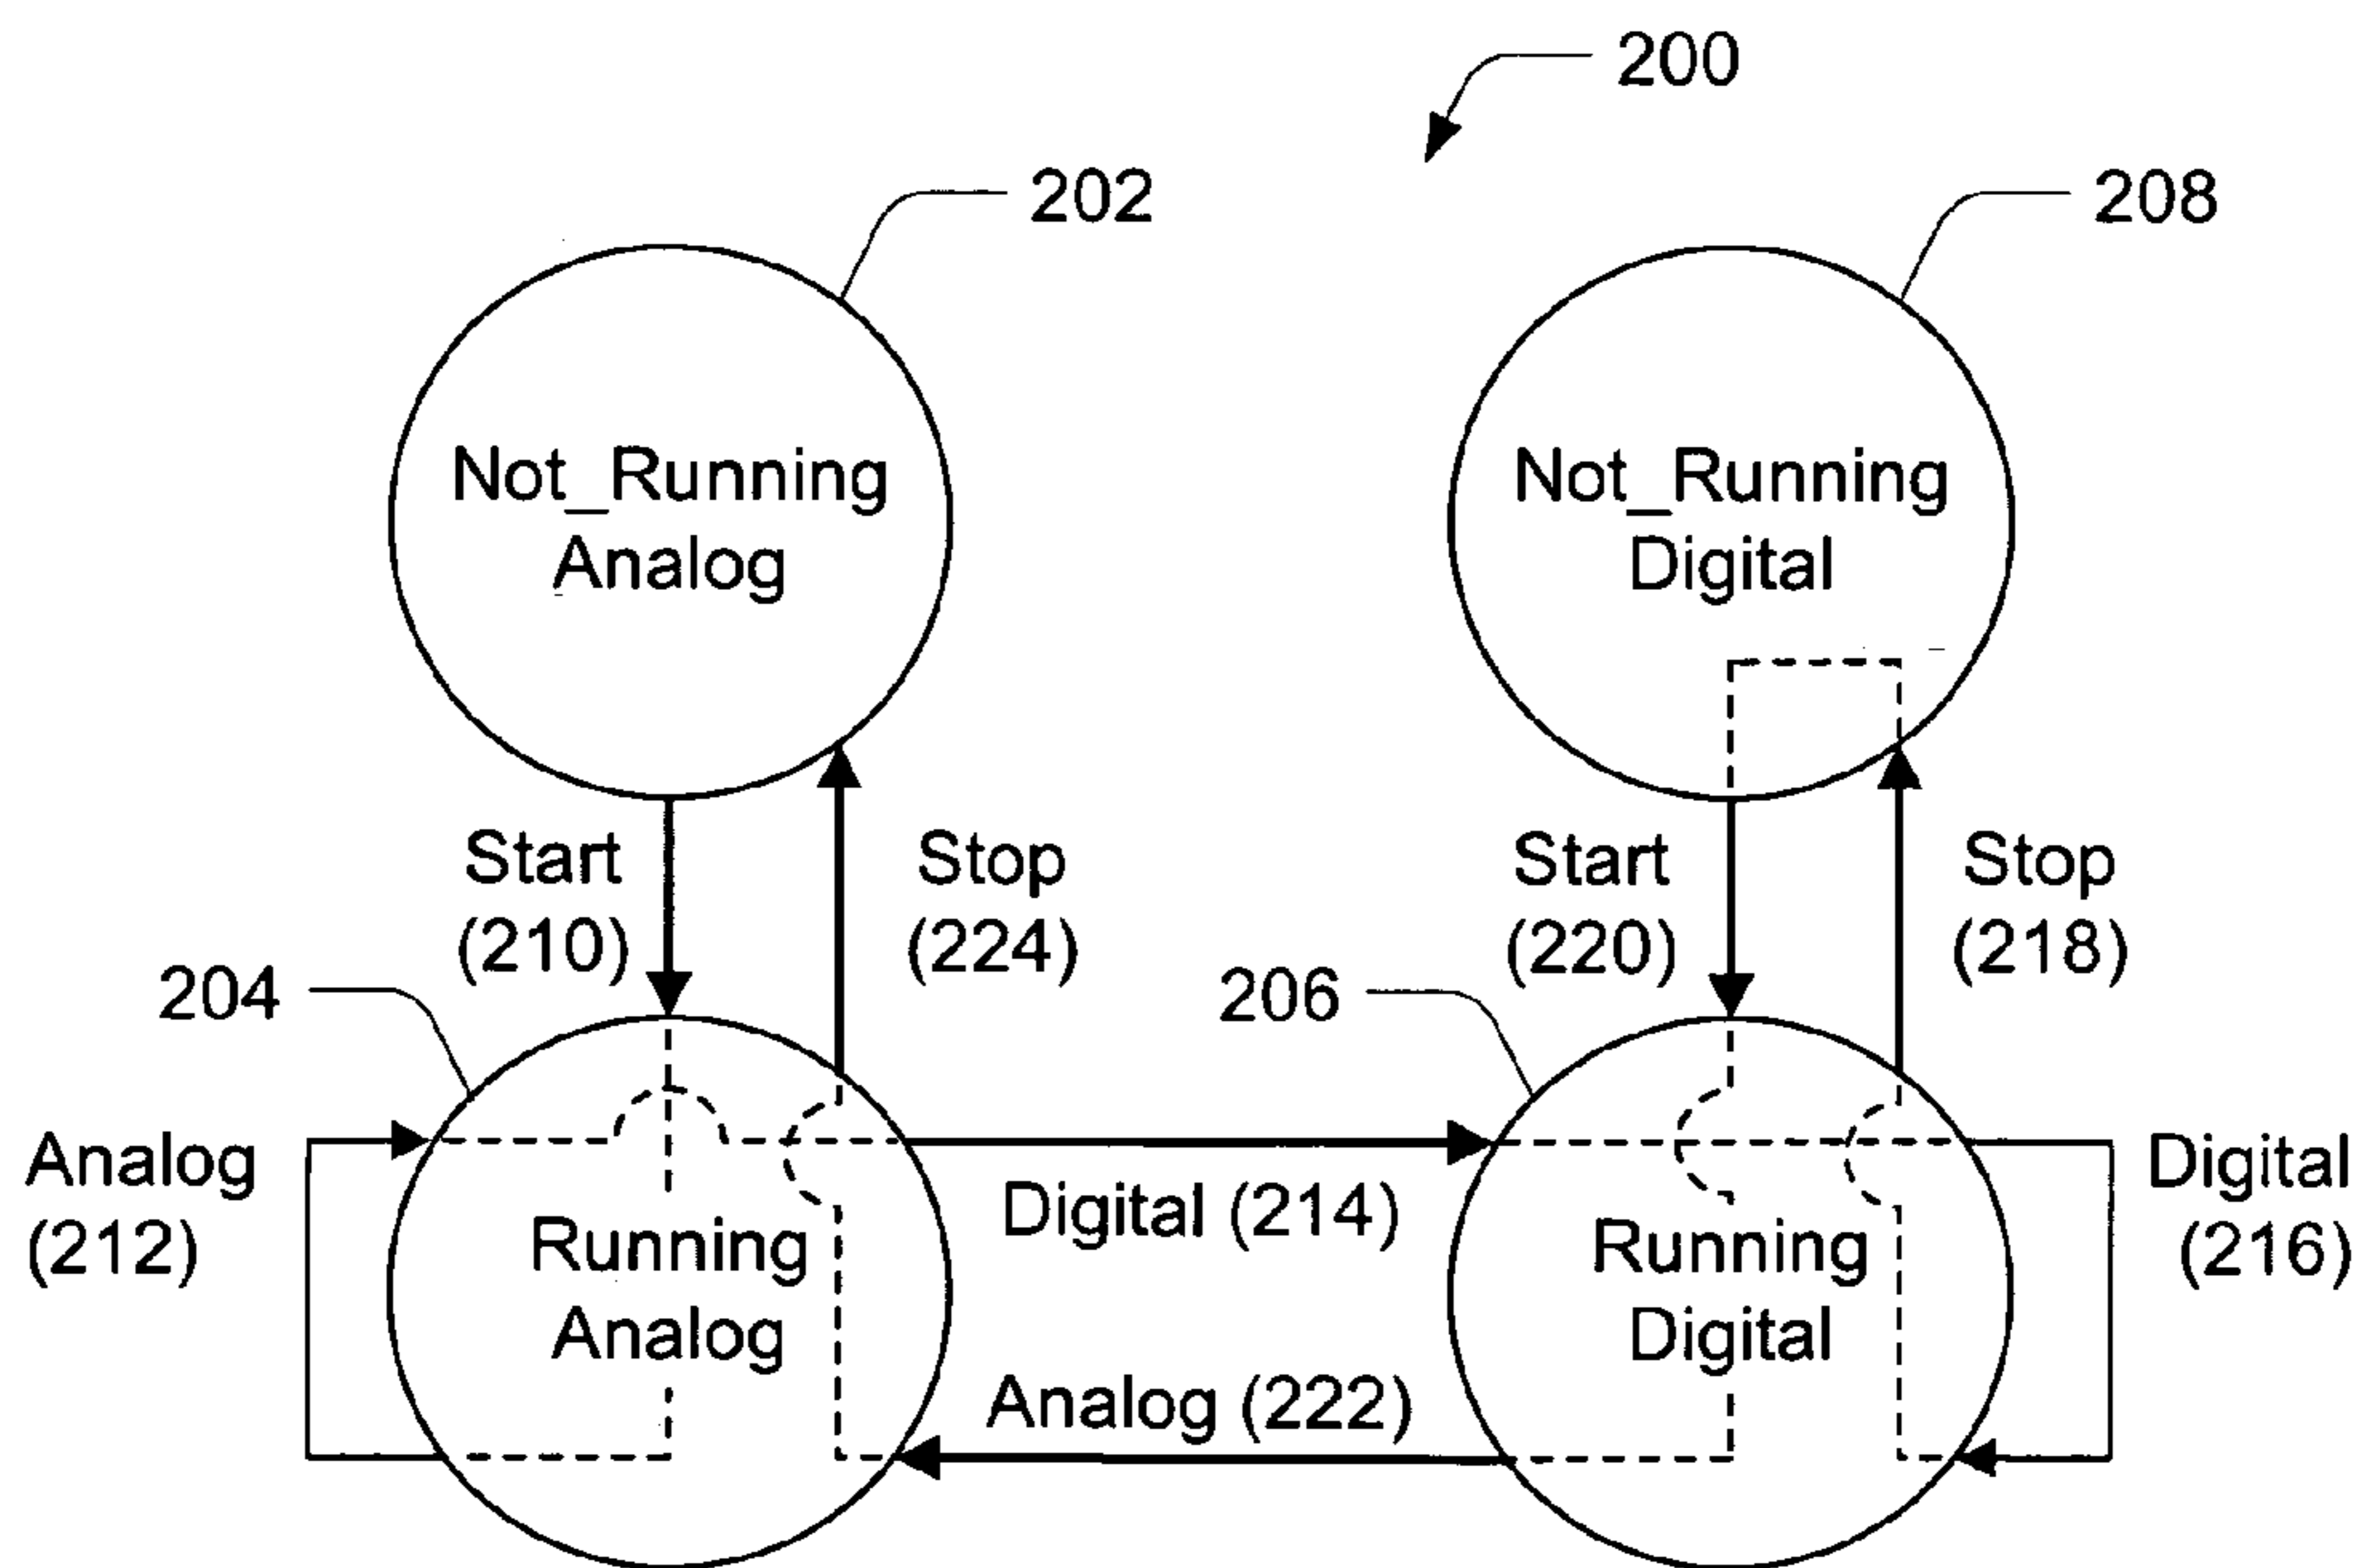 200
202
208
Not_Running
Analog
Not_Running
Digital
Start
(210)
Stop
(224)
Start
(220)
Stop
(218)
204
206
Analog
(212)
Running
Analog
Digital (214)
Analog (222)
Running
Digital
Digital
(216)